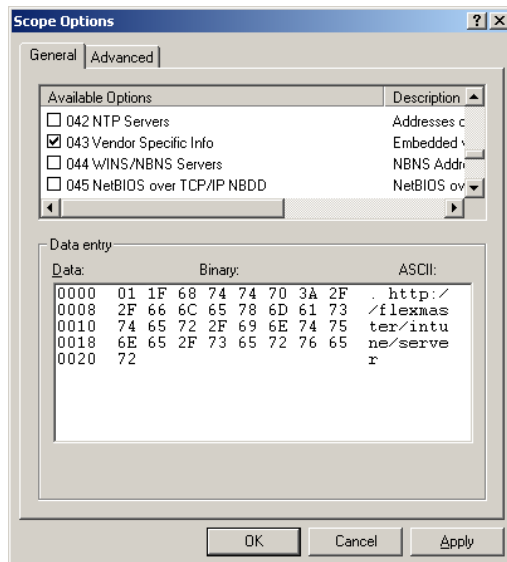 Scope Options
General Advanced
Available Options Description
042 NTP Servers Addresses c
043 Vendor Specific Info Embedded v
044 WINS/NBNS Servers NBNS Addr
045 NetBIOS over TCP/IP NBDD NetBIOS ov
Data entry
Data: Binary: ASCII:
0000 01 1F 68 74 74 70 3A 2F . http:/
0008 2F 66 6C 65 78 6D 61 73 /flexmas
0010 74 65 72 2F 69 6E 74 75 ter/intu
0018 6E 65 2F 73 65 72 76 65 ne/serve
0020 72 r
OK Cancel Apply